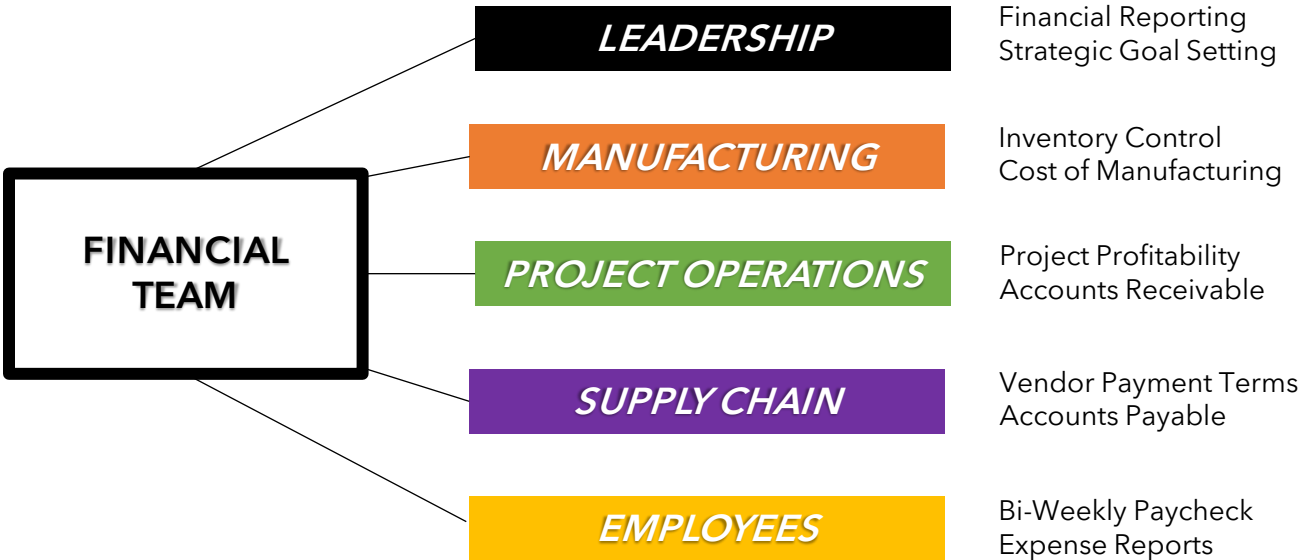 LEADERSHIP
Financial Reporting
Strategic Goal Setting
MANUFACTURING
Inventory Control
Cost of Manufacturing
FINANCIAL
TEAM
PROJECT OPERATIONS
Project Profitability
Accounts Receivable
SUPPLY CHAIN
Vendor Payment Terms
Accounts Payable
EMPLOYEES
Bi-Weekly Paycheck
Expense Reports